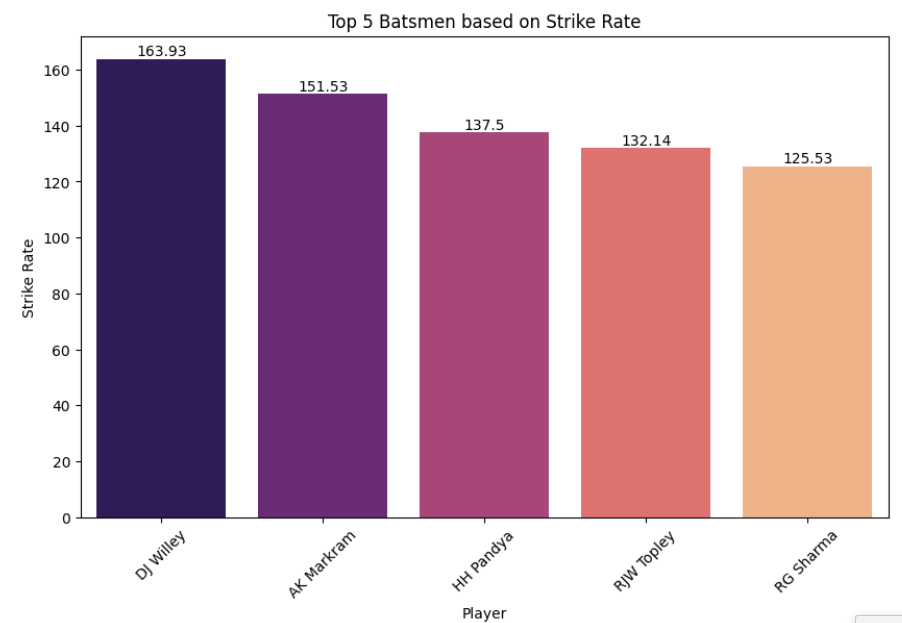 Top 5 Batsmen based on Strike Rate
163.93
151.53
137.5
132.14
125.53
160
140
120
100
80
60
40
20
0
Strike Rate
DJ Willey
AK Markram
HH Pandya
RJW Topley
RG Sharma
Player